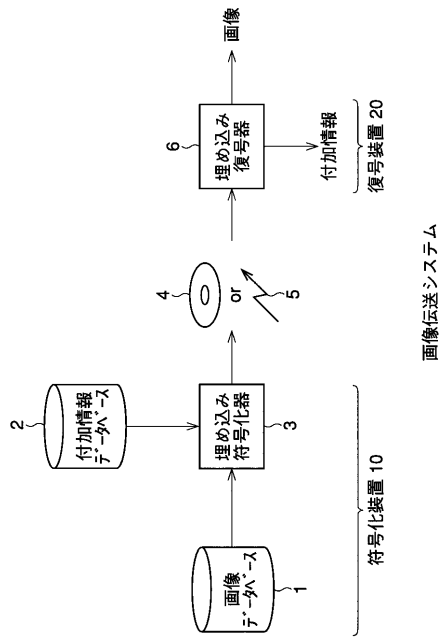 2
付加情報
データベース
画像
データベース
1
埋め込み
符号化器
3
符号化装置 10
4
or
5
6
埋め込み
復号器
画像
付加情報
復号装置 20
画像伝送システム